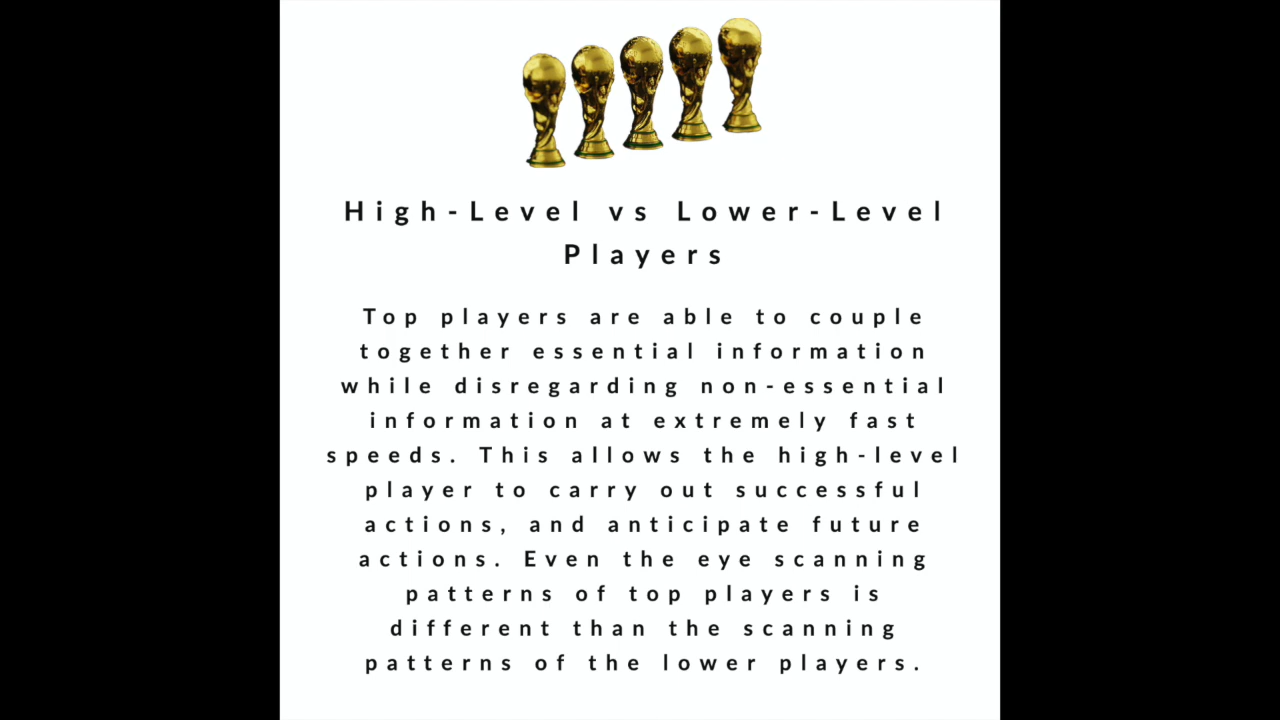 High-Level vs Lower-Level
Players
Top players are able to couple
together essential information
while disregarding non-essential
information at extremely fast
speeds. This allows the high-level
player to carry out successful
actions, and anticipate future
actions. Even the eye scanning
patterns of top players is
different than the scanning
patterns of the lower players.